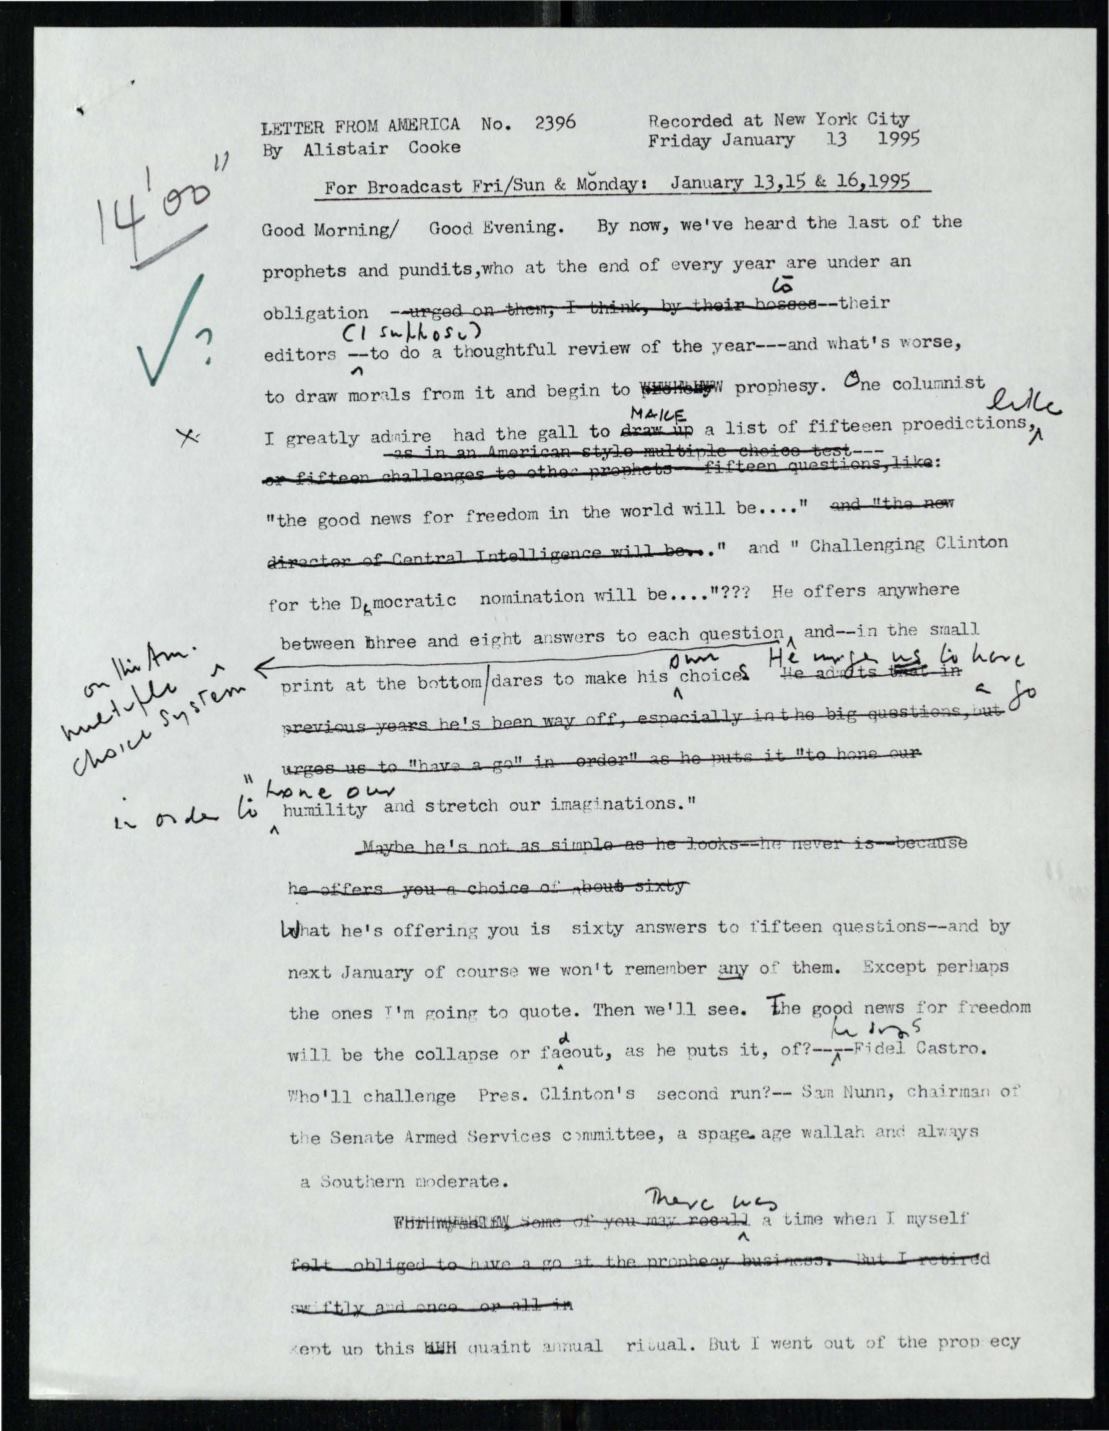 LETTER FROM AMERICA No. 2396 Recorded at New York City
By Alistair Cooke Friday January 13 1995
14'00"
For Broadcast Fri/Sun & Monday: January 13,15 & 16,1995
Good Morning/ Good Evening. By now, we've heard the last of the
prophets and pundits,who at the end of every year are under an
to
obligation --urged on them, I think, by their bosses--their
(I suppose)
editors --to do a thoughtful review of the year---and what's worse,
?
to draw morals from it and begin to prophesy. One columnist
MAKE like
x I greatly admire had the gall to draw up a list of fifteeen proedictions,
-as in an American-style multiple choice test---
or fifteen challenges to other prophets--fifteen questions,like:
"the good news for freedom in the world will be...." and "the new
director of Central Intelligence will be..." and " Challenging Clinton
for the Democratic nomination will be...."??? He offers anywhere
between three and eight answers to each question, and--in the small
on this Am.
multiple
choice system
own He urges us to have
print at the bottom/dares to make his choices He admits that in
a go
previous years he's been way off, especially in the big questions, but
urges us to "have a go" in order" as he puts it "to hone our
in order to "hone our
humility and stretch our imaginations."
Maybe he's not as simple as he looks--he never is--because
he offers you a choice of about sixty
What he's offering you is sixty answers to fifteen questions--and by
next January of course we won't remember any of them. Except perhaps
the ones I'm going to quote. Then we'll see. The good news for freedom
d he says
will be the collapse or faeout, as he puts it, of?----Fidel Castro.
Who'll challenge Pres. Clinton's second run?-- Sam Nunn, chairman of
the Senate Armed Services committee, a spage age wallah and always
a Southern moderate.
There was
Some of you may recall a time when I myself
felt obliged to have a go at the prophecy business. But I retired
swiftly and once or all in
kept up this quaint annual ritual. But I went out of the prop ecy